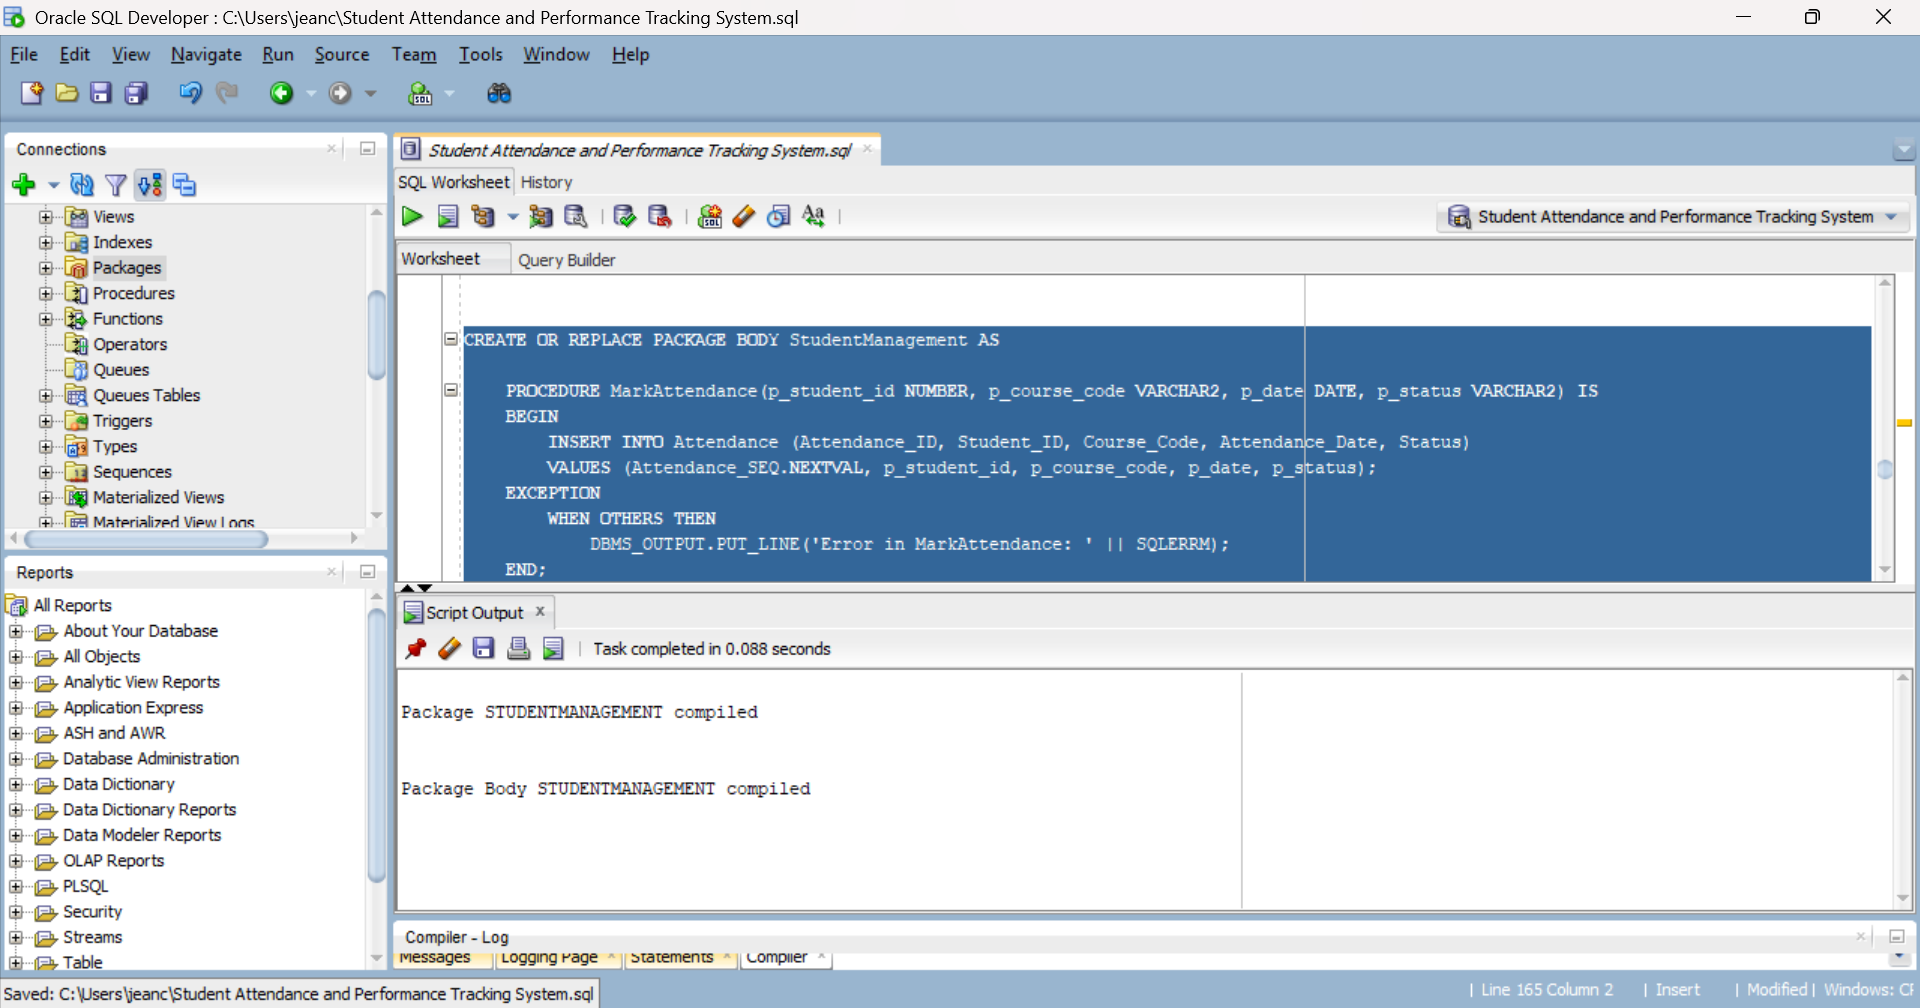 Oracle SQL Developer : C:\Users\jeanc\Student Attendance and Performance Tracking System.sql
File Edit View Navigate Run Source Team Tools Window Help
Connections
Views
Indexes
Packages
Procedures
Functions
Operators
Queues
Queues Tables
Triggers
Types
Sequences
Materialized Views
Materialized View Logs
Reports
All Reports
About Your Database
All Objects
Analytic View Reports
Application Express
ASH and AWR
Database Administration
Data Dictionary
Data Dictionary Reports
Data Modeler Reports
OLAP Reports
PLSQL
Security
Streams
Table
Student Attendance and Performance Tracking System.sql
SQL Worksheet History
Student Attendance and Performance Tracking System
Worksheet Query Builder
CREATE OR REPLACE PACKAGE BODY StudentManagement AS
PROCEDURE MarkAttendance(p_student_id NUMBER, p_course_code VARCHAR2, p_date DATE, p_status VARCHAR2) IS
BEGIN
INSERT INTO Attendance (Attendance_ID, Student_ID, Course_Code, Attendance_Date, Status)
VALUES (Attendance_SEQ.NEXTVAL, p_student_id, p_course_code, p_date, p_status);
EXCEPTION
WHEN OTHERS THEN
DBMS_OUTPUT.PUT_LINE('Error in MarkAttendance: ' || SQLERRM);
END;
Script Output
Task completed in 0.088 seconds
Package STUDENTMANAGEMENT compiled
Package Body STUDENTMANAGEMENT compiled
Compiler - Log
Messages Logging Page Statements Compiler
Saved: C:\Users\jeanc\Student Attendance and Performance Tracking System.sql
| Line 165 Column 2 | Insert | Modified | Windows: CF